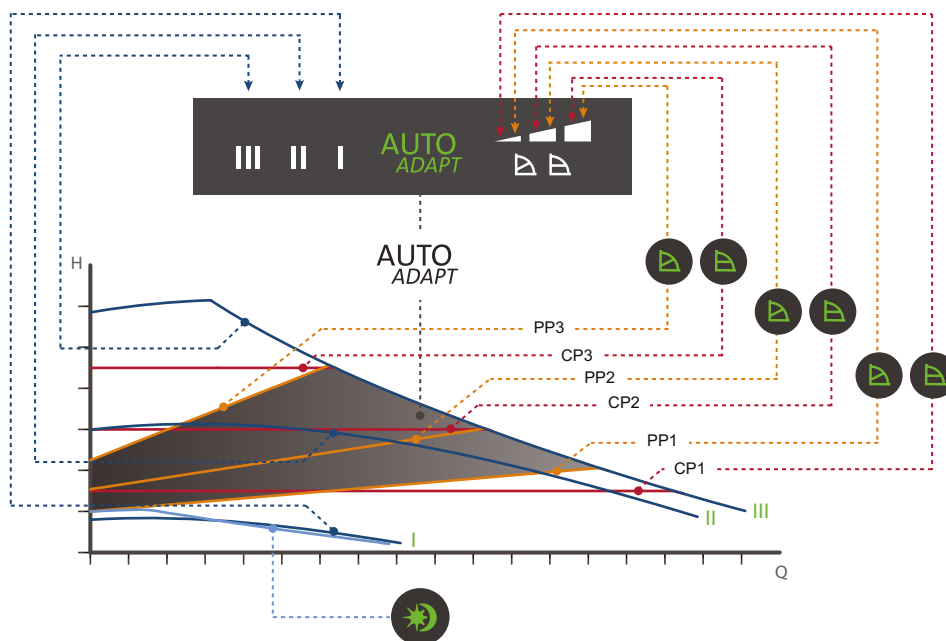 III II I
AUTO
ADAPT
AUTO
ADAPT
H
PP3
CP3
PP2
CP2
PP1
CP1
III
II
I
Q